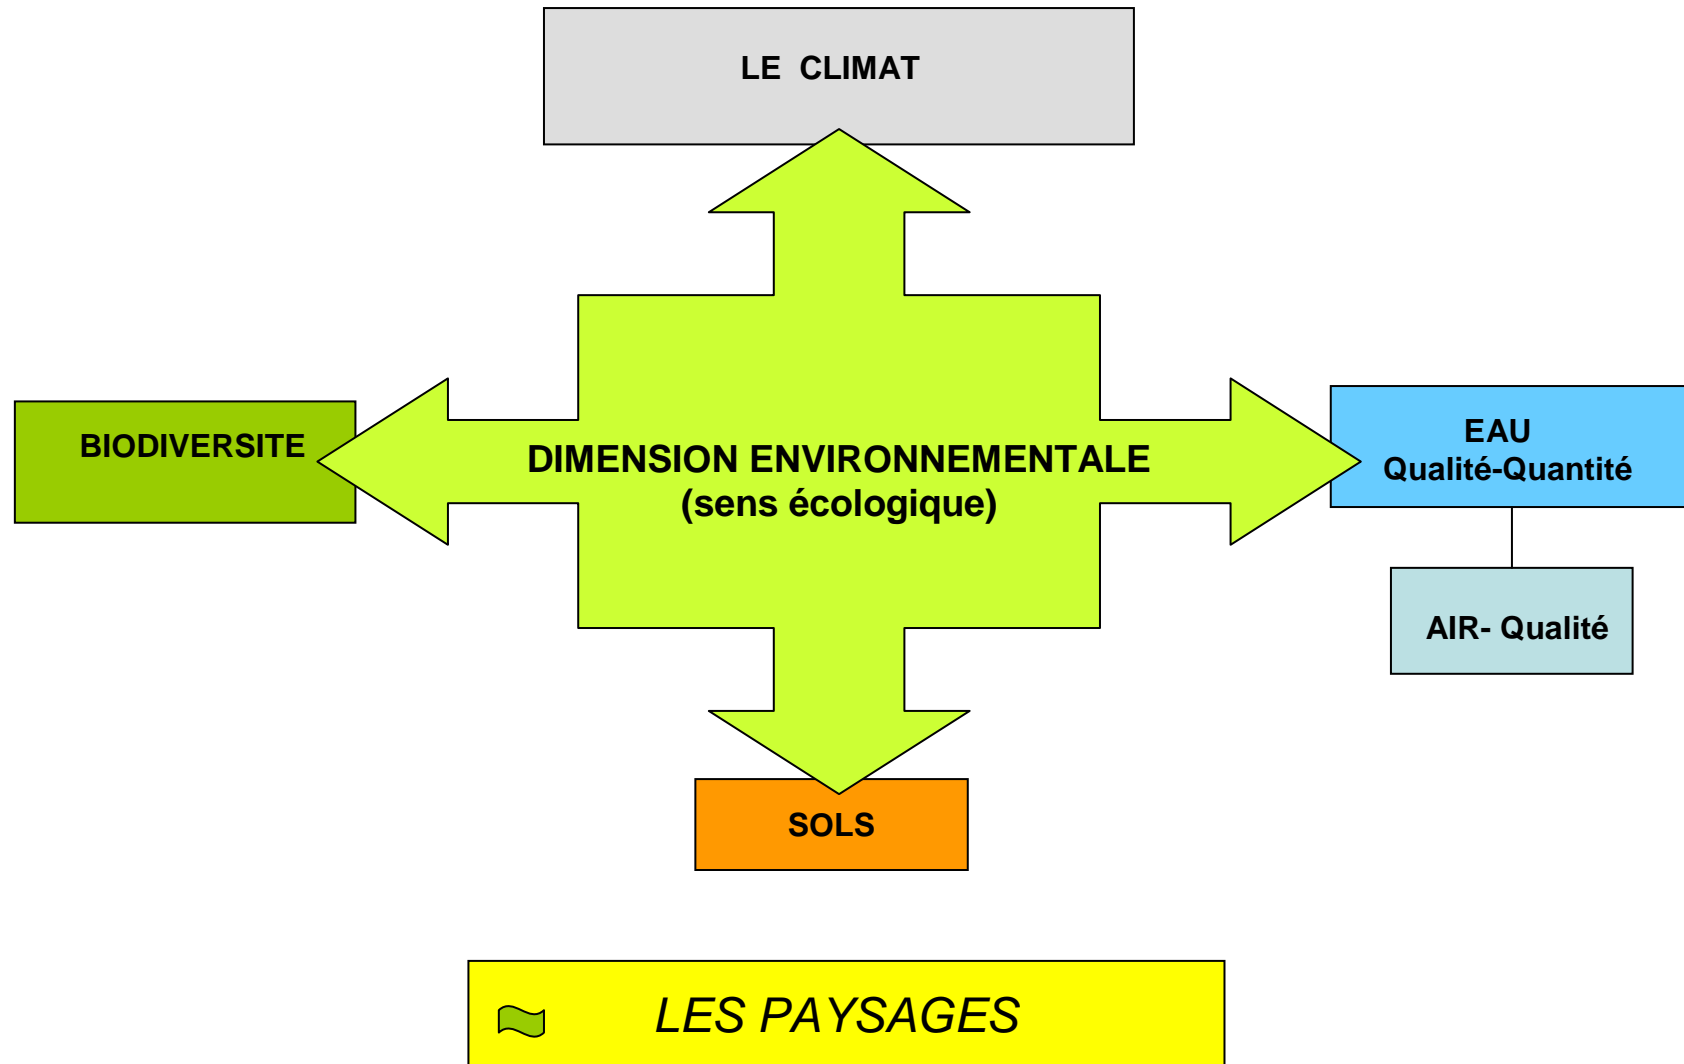 LE CLIMAT
BIODIVERSITE
DIMENSION ENVIRONNEMENTALE
(sens écologique)
EAU
Qualité-Quantité
AIR- Qualité
SOLS
LES PAYSAGES